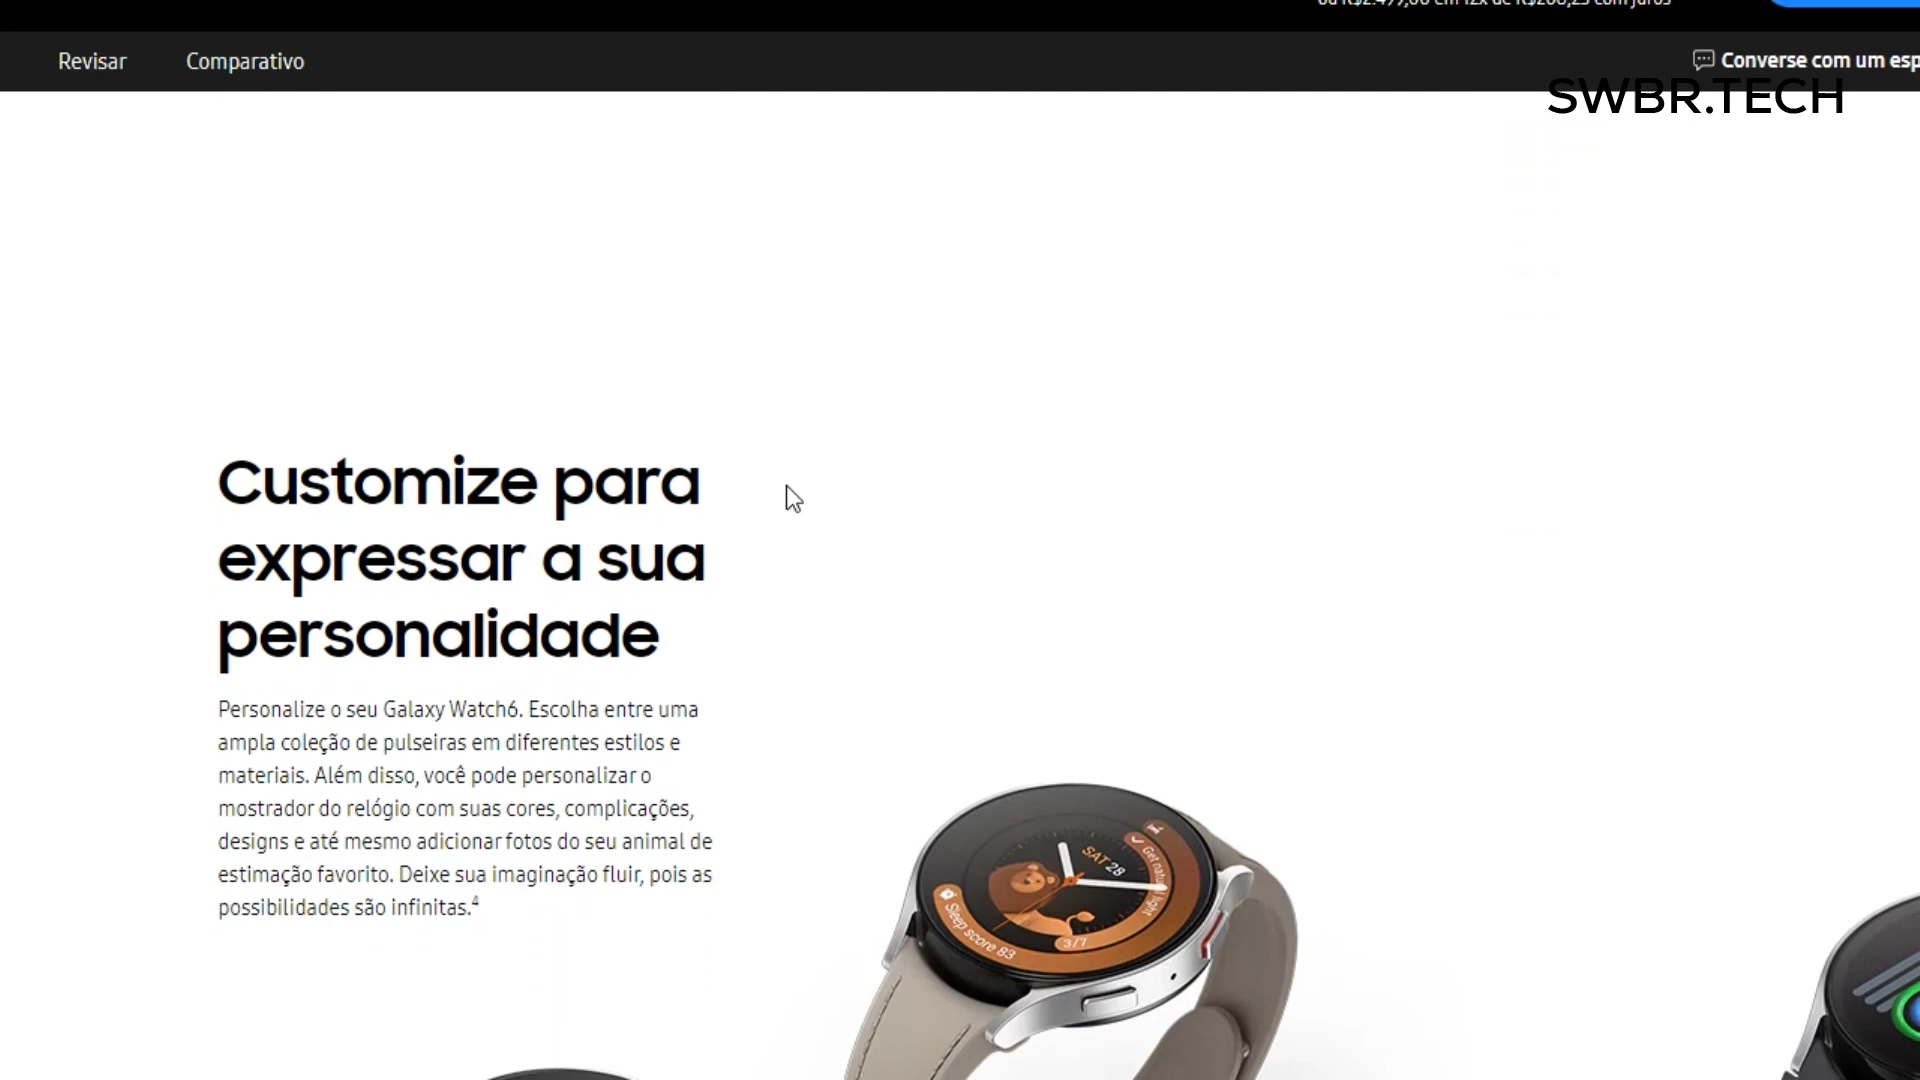 Revisar Comparativo
Converse com um esp
SWBR.TECH
Customize para
expressar a sua
personalidade
Personalize o seu Galaxy Watch6. Escolha entre uma
ampla coleção de pulseiras em diferentes estilos e
materiais. Além disso, você pode personalizar o
mostrador do relógio com suas cores, complicações,
designs e até mesmo adicionar fotos do seu animal de
estimação favorito. Deixe sua imaginação fluir, pois as
possibilidades são infinitas.⁴
SAT 28
Sleep score 83
3/7